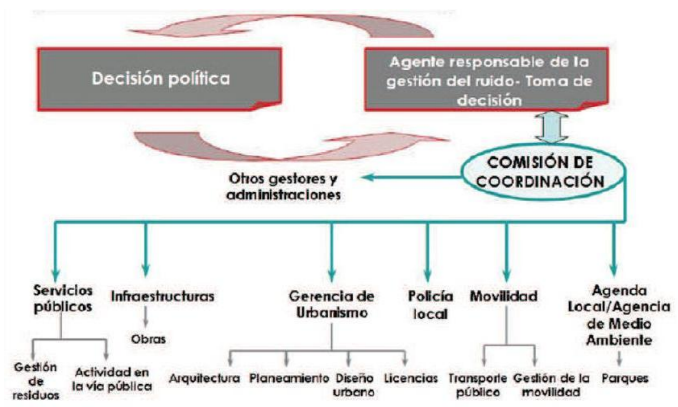 Decisión política
Agente responsable de la
gestión del ruido- Toma de
decisión
COMISIÓN DE
COORDINACIÓN
Otros gestores y
administraciones
Servicios
públicos
Infraestructuras
Gerencia de
Urbanismo
Policía
local
Movilidad
Agenda
Local/Agencia
de Medio
Ambiente
Obras
Gestión
de
residuos
Actividad en
la vía pública
Arquitectura
Planeamiento
Diseño
urbano
Licencias
Transporte
público
Gestión de la
movilidad
Parques